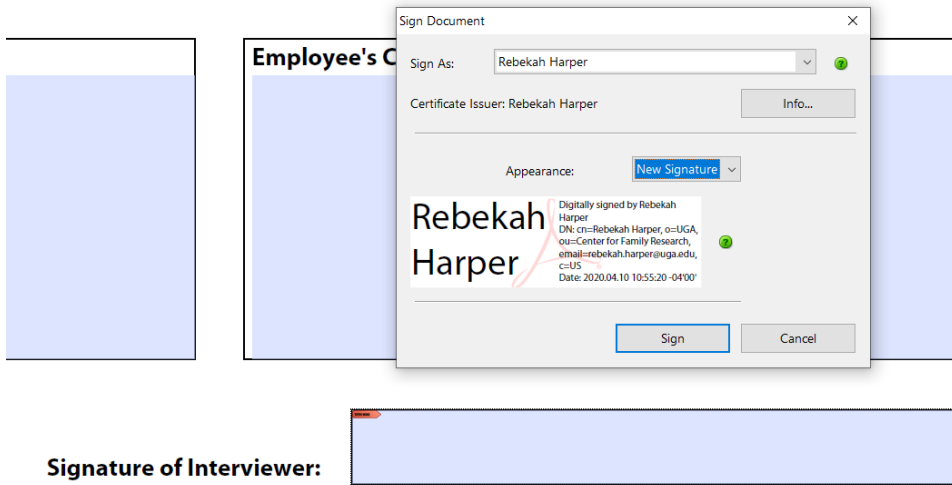 Sign Document
Employee's C
Sign As:
Rebekah Harper
Certificate Issuer: Rebekah Harper
Info...
Appearance:
New Signature
Rebekah
Harper
Digitally signed by Rebekah
Harper
DN: cn=Rebekah Harper, o=UGA,
ou=Center for Family Research,
email=rebekah.harper@uga.edu,
c=US
Date: 2020.04.10 10:55:20 -04'00'
Sign
Cancel
Signature of Interviewer: